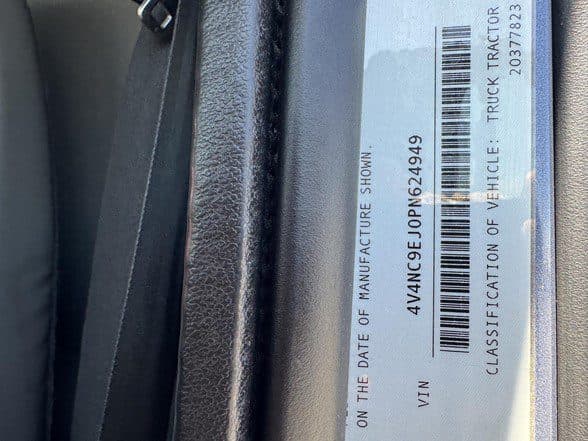 ON THE DATE OF MANUFACTURE SHOWN.
VIN 4V4NC9EJ0PN624949
CLASSIFICATION OF VEHICLE: TRUCK TRACTOR
20377823